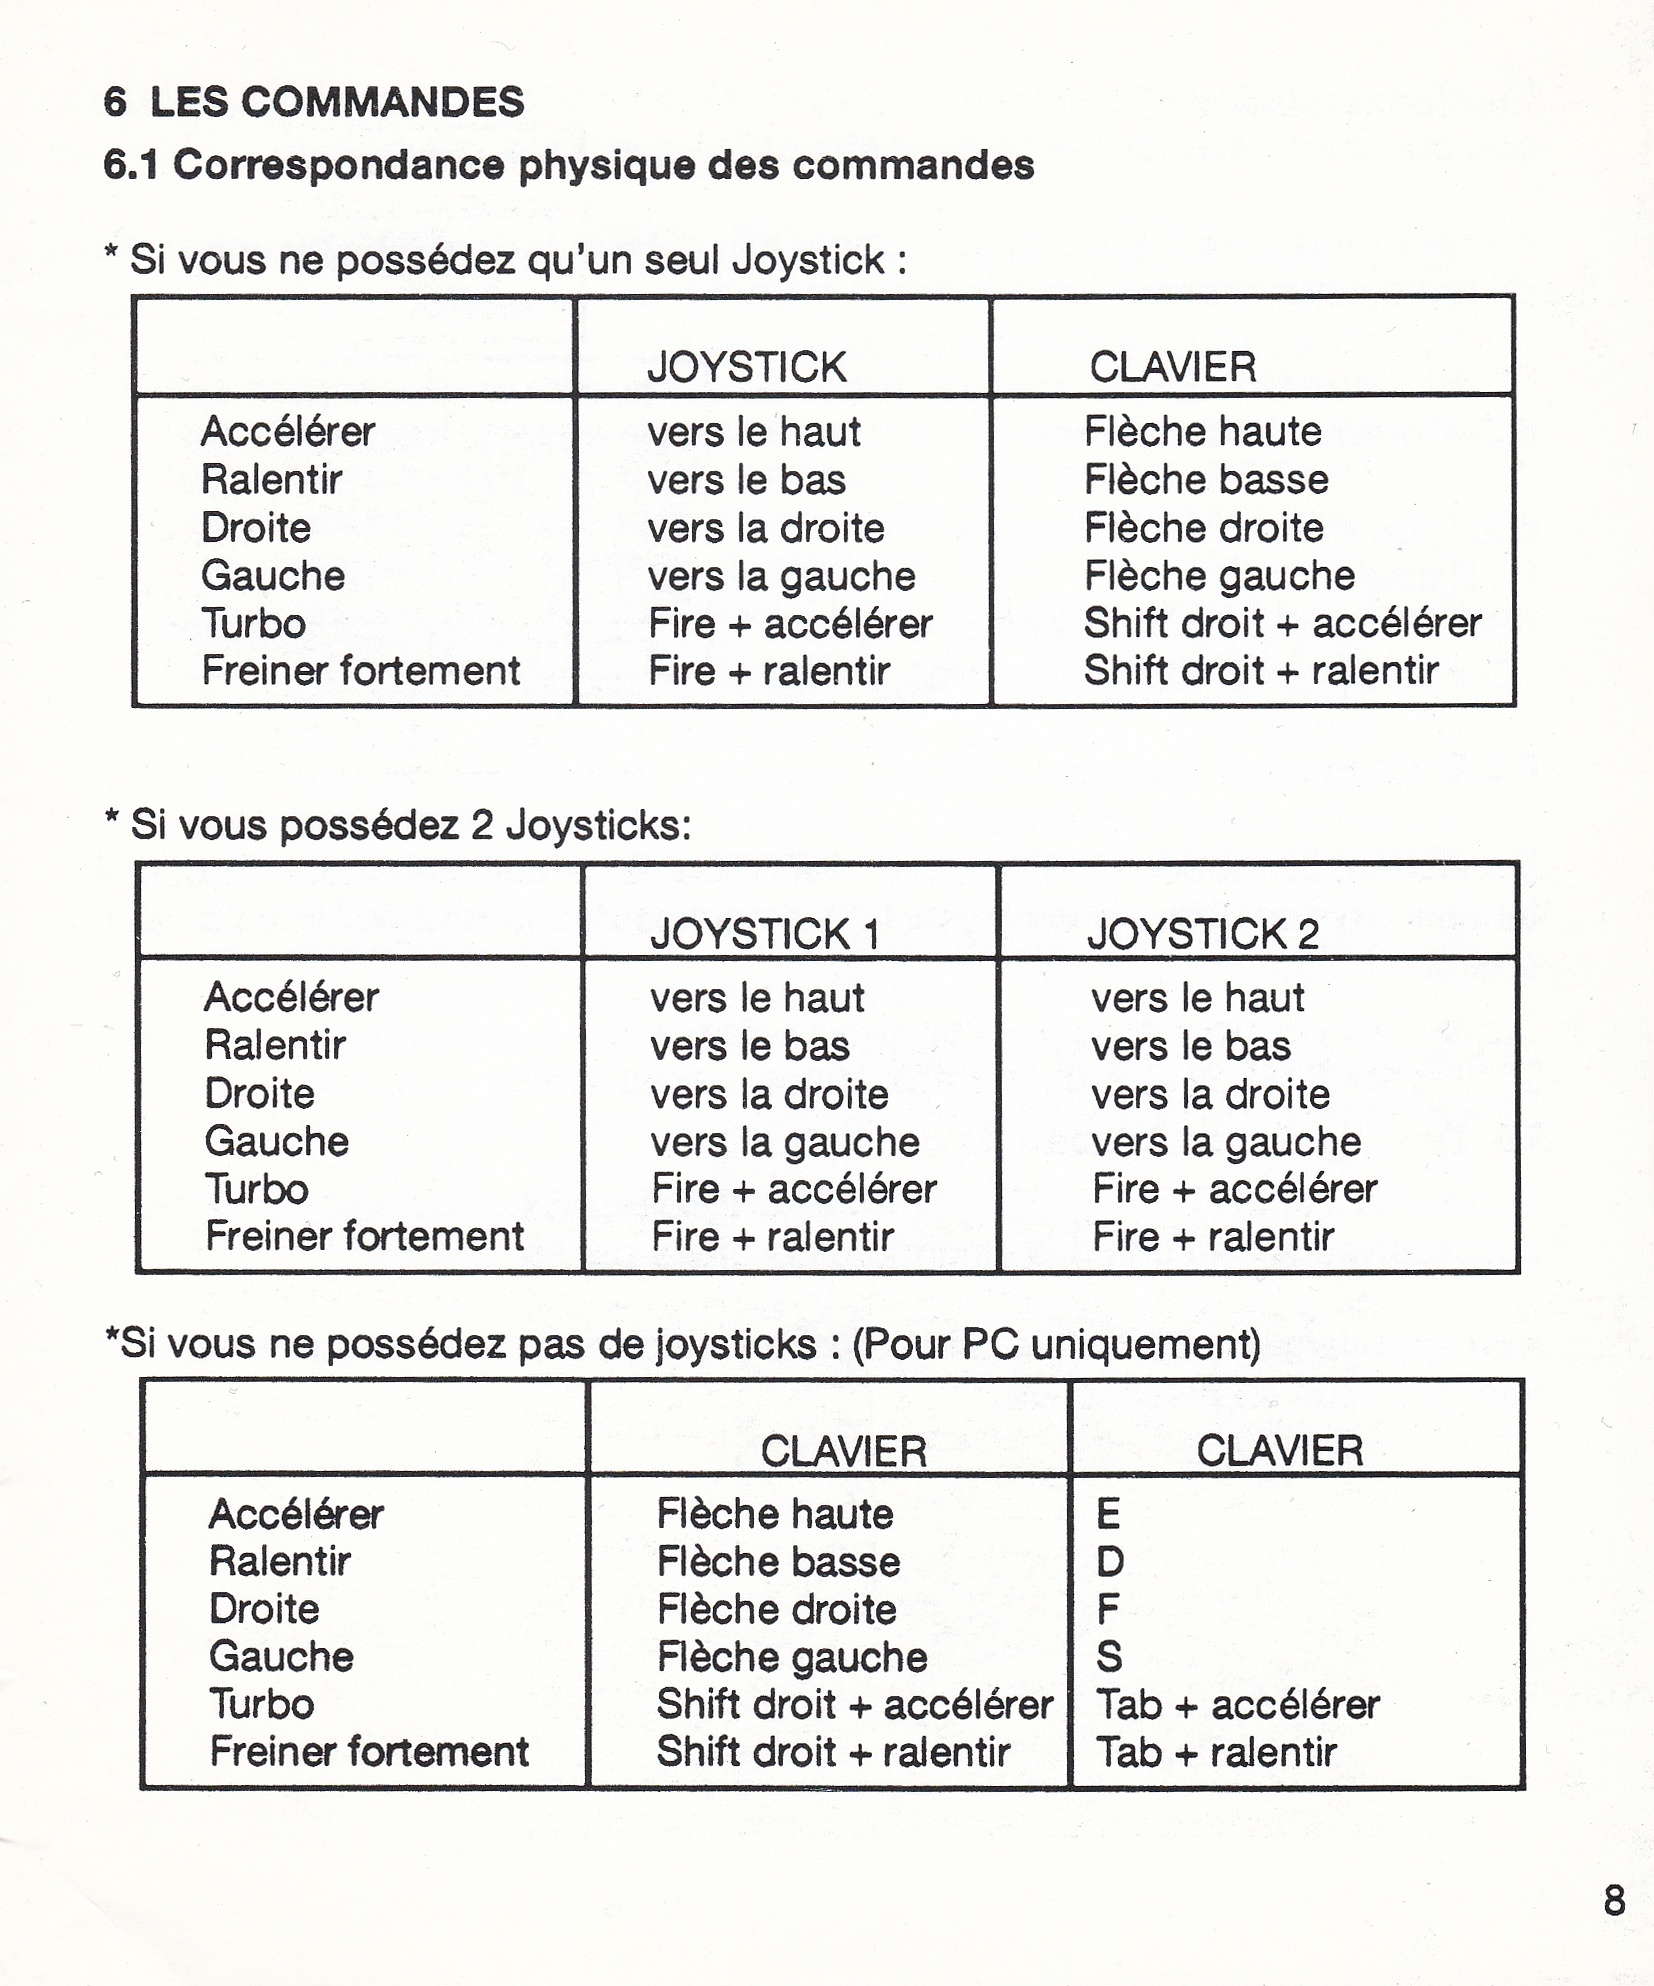 6 LES COMMANDES
6.1 Correspondance physique des commandes
* Si vous ne possédez qu'un seul Joystick :
JOYSTICK CLAVIER
Accélérer vers le haut Flèche haute
Ralentir vers le bas Flèche basse
Droite vers la droite Flèche droite
Gauche vers la gauche Flèche gauche
Turbo Fire + accélérer Shift droit + accélérer
Freiner fortement Fire + ralentir Shift droit + ralentir
* Si vous possédez 2 Joysticks:
JOYSTICK 1 JOYSTICK 2
Accélérer vers le haut vers le haut
Ralentir vers le bas vers le bas
Droite vers la droite vers la droite
Gauche vers la gauche vers la gauche
Turbo Fire + accélérer Fire + accélérer
Freiner fortement Fire + ralentir Fire + ralentir
*Si vous ne possédez pas de joysticks : (Pour PC uniquement)
CLAVIER CLAVIER
Accélérer Flèche haute E
Ralentir Flèche basse D
Droite Flèche droite F
Gauche Flèche gauche S
Turbo Shift droit + accélérer Tab + accélérer
Freiner fortement Shift droit + ralentir Tab + ralentir
8